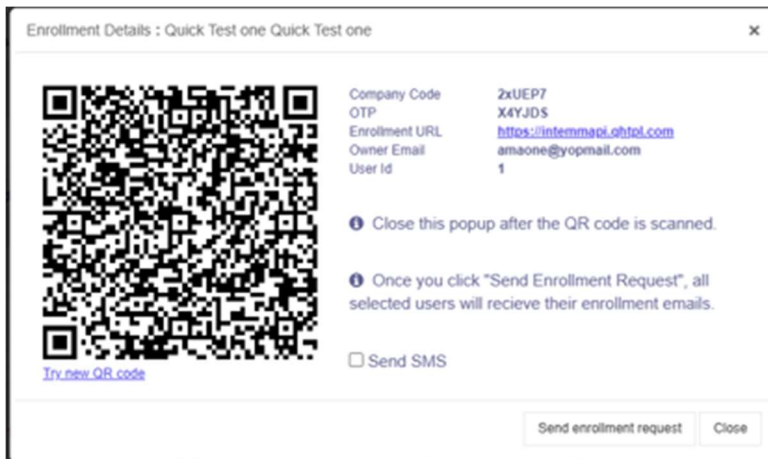 Enrollment Details : Quick Test one Quick Test one
×
Company Code 2xUEP7
OTP X4YJDS
Enrollment URL https://intemmapi.qhtpl.com
Owner Email amaone@yopmail.com
User Id 1
Close this popup after the QR code is scanned.
Once you click "Send Enrollment Request", all
selected users will recieve their enrollment emails.
Try new QR code
Send SMS
Send enrollment request
Close